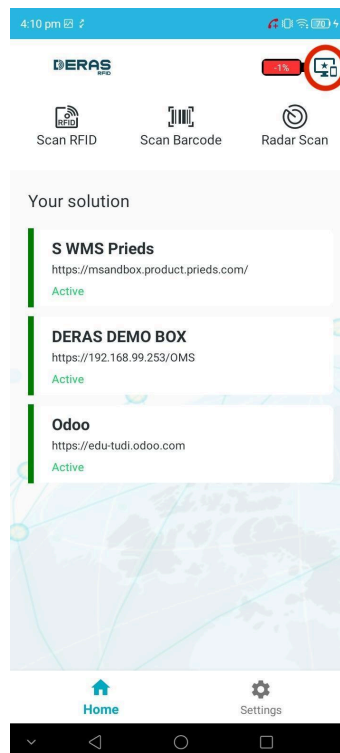 4:10 pm
DERAS
RFID
-1%
RFID
Scan RFID
Scan Barcode
Radar Scan
Your solution
S WMS Prieds
https://msandbox.product.prieds.com/
Active
DERAS DEMO BOX
https://192.168.99.253/OMS
Active
Odoo
https://edu-tudi.odoo.com
Active
Home
Settings